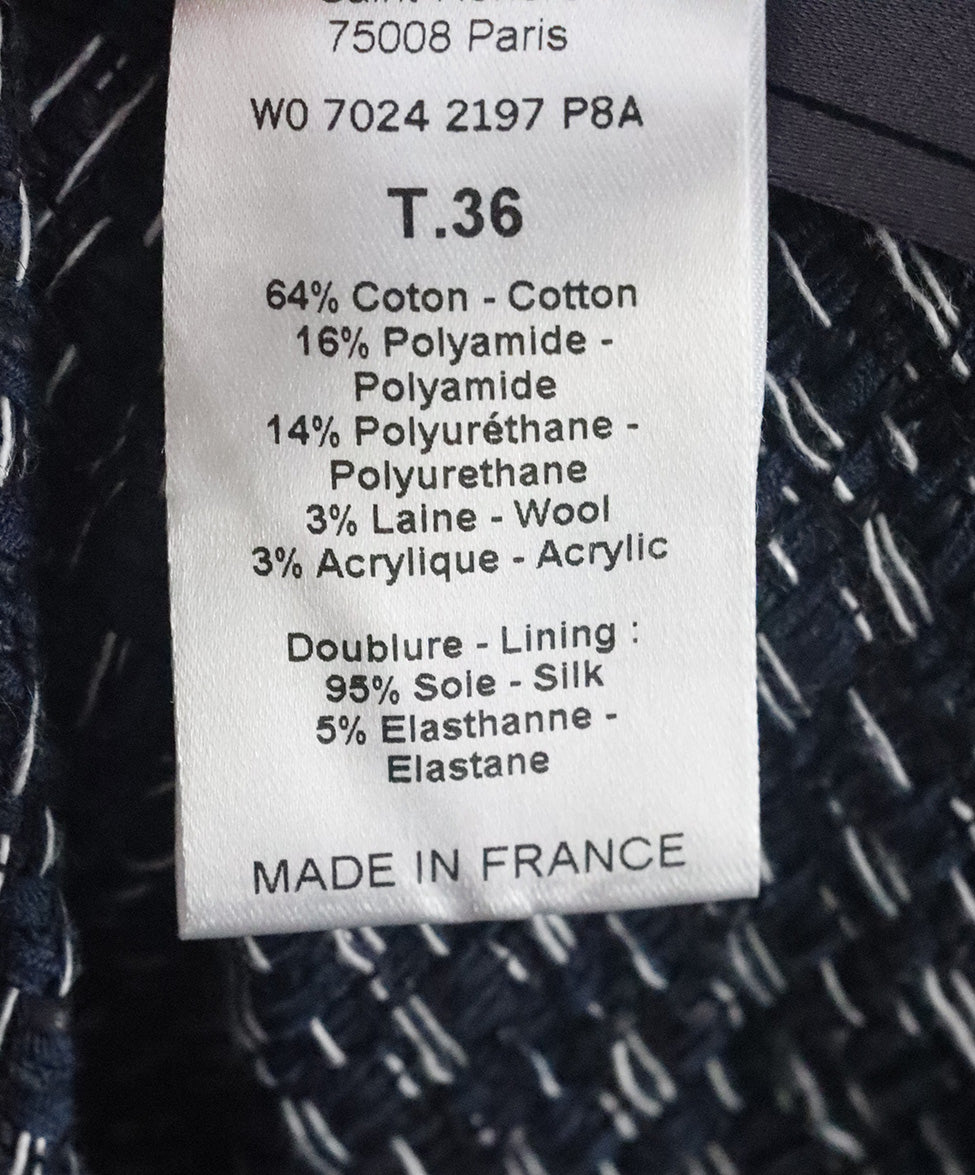 75008 Paris
W0 7024 2197 P8A
T.36
64% Coton - Cotton
16% Polyamide -
Polyamide
14% Polyuréthane -
Polyurethane
3% Laine - Wool
3% Acrylique - Acrylic
Doublure - Lining :
95% Soie - Silk
5% Elasthanne -
Elastane
MADE IN FRANCE